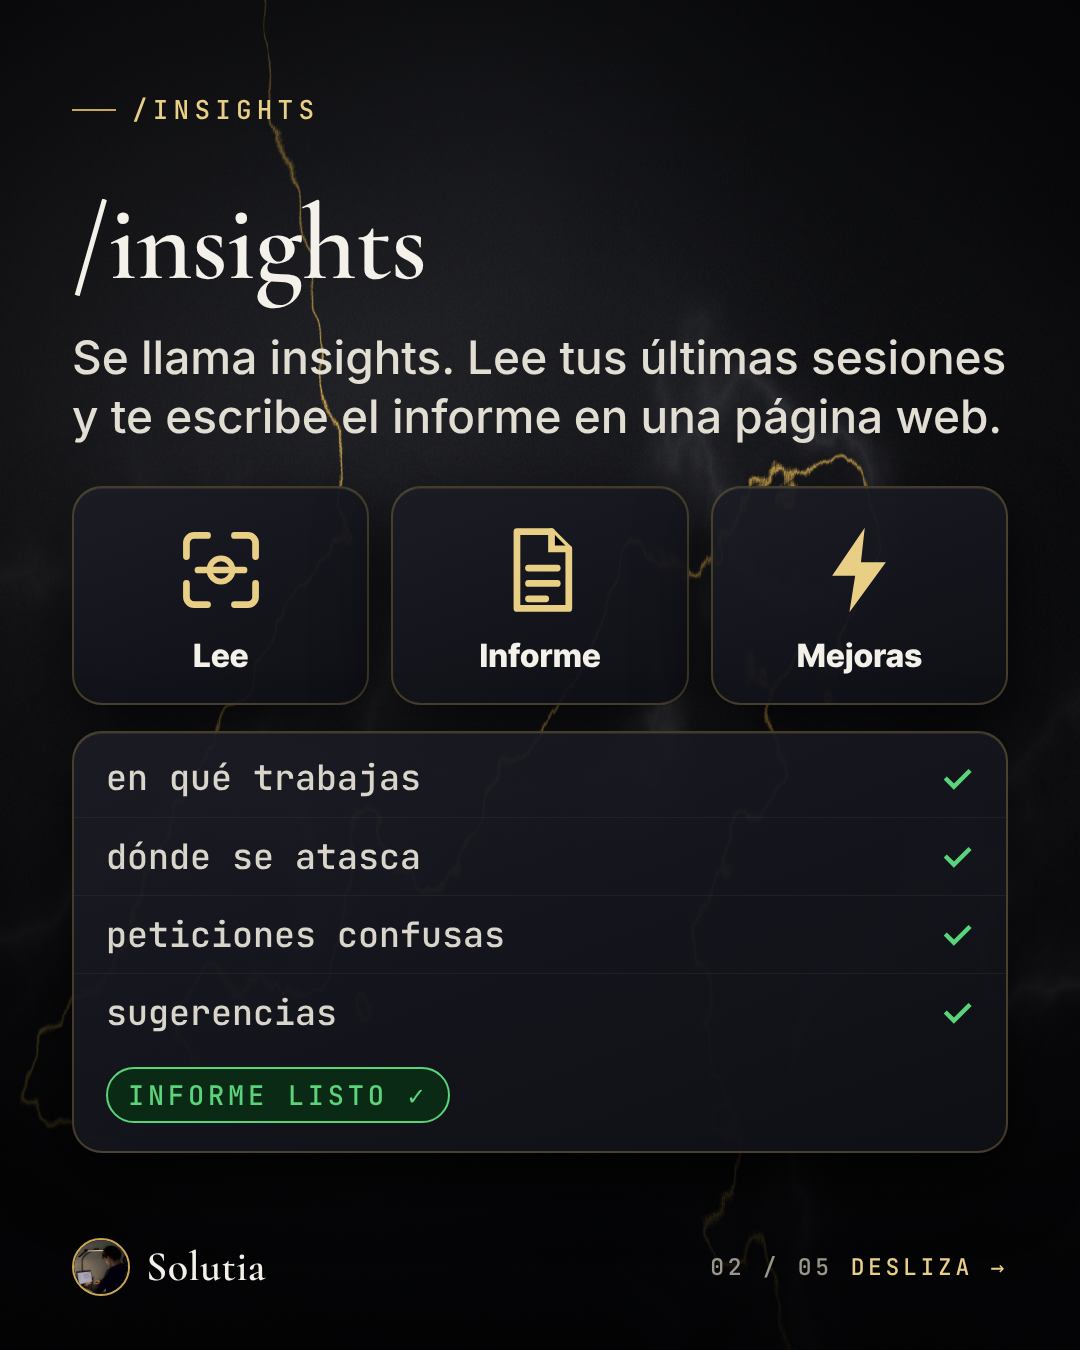 /INSIGHTS
/insights
Se llama insights. Lee tus últimas sesiones
y te escribe el informe en una página web.
Lee
Informe
Mejoras
en qué trabajas ✓
dónde se atasca ✓
peticiones confusas ✓
sugerencias ✓
INFORME LISTO ✓
Solutia
02 / 05 DESLIZA →